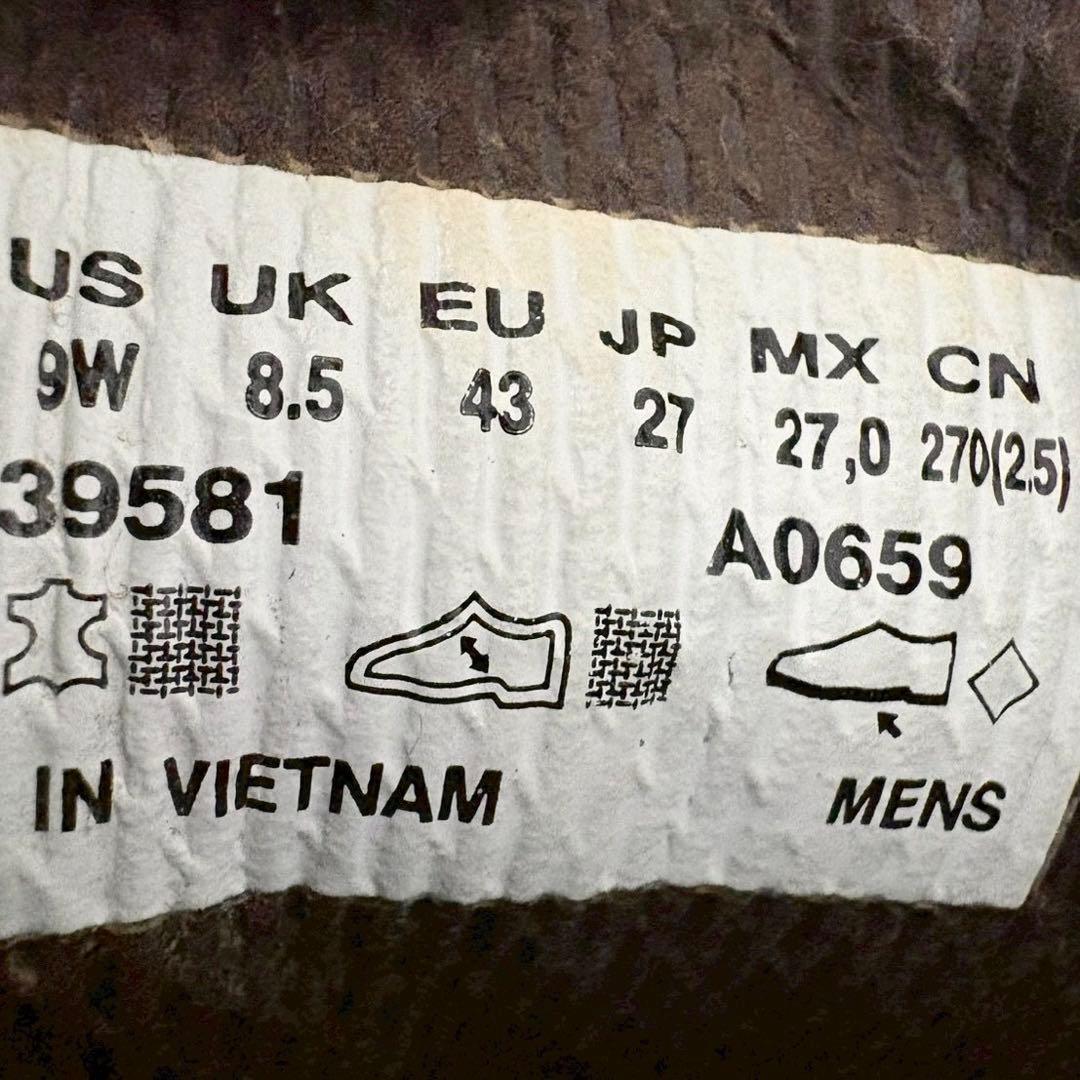 US UK EU JP MX CN
9W 8.5 43 27 27,0 270(2.5)
39581 A0659
IN VIETNAM MENS